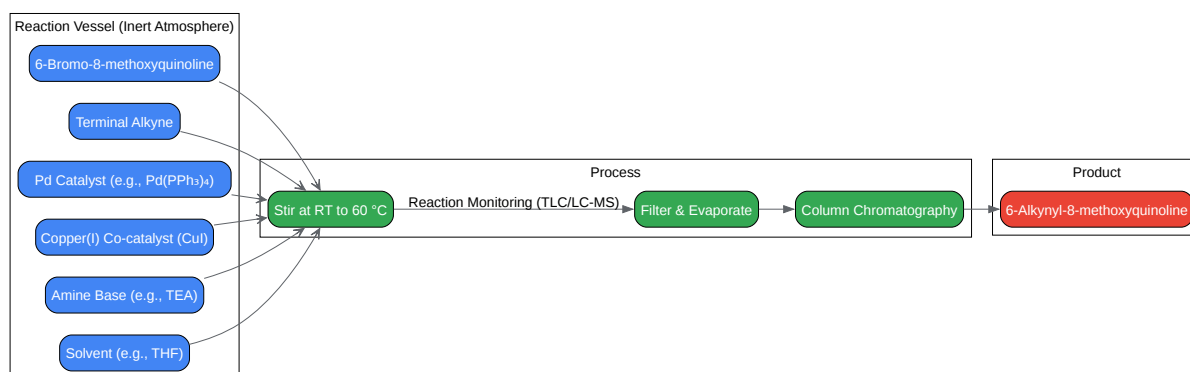 Reaction Vessel (Inert Atmosphere)
6-Bromo-8-methoxyquinoline
Terminal Alkyne
Pd Catalyst (e.g., Pd(PPh₃)₄)
Copper(I) Co-catalyst (CuI)
Amine Base (e.g., TEA)
Solvent (e.g., THF)
Process
Stir at RT to 60 °C
Reaction Monitoring (TLC/LC-MS)
Filter & Evaporate
Column Chromatography
Product
6-Alkynyl-8-methoxyquinoline